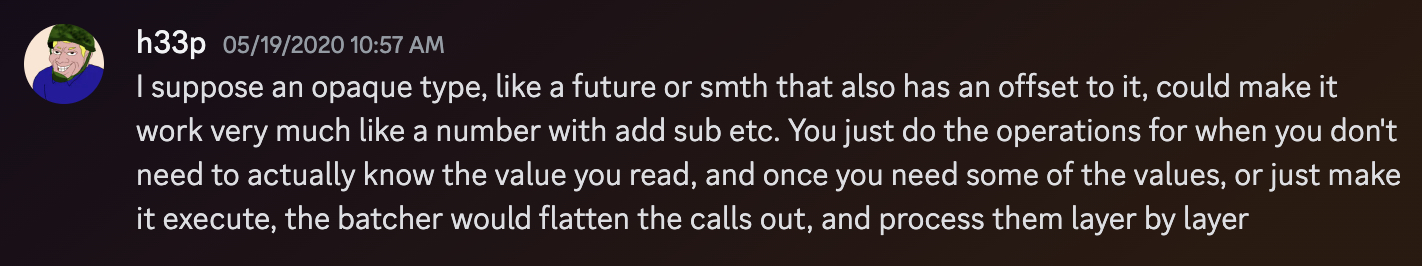 h33p 05/19/2020 10:57 AM
I suppose an opaque type, like a future or smth that also has an offset to it, could make it
work very much like a number with add sub etc. You just do the operations for when you don't
need to actually know the value you read, and once you need some of the values, or just make
it execute, the batcher would flatten the calls out, and process them layer by layer